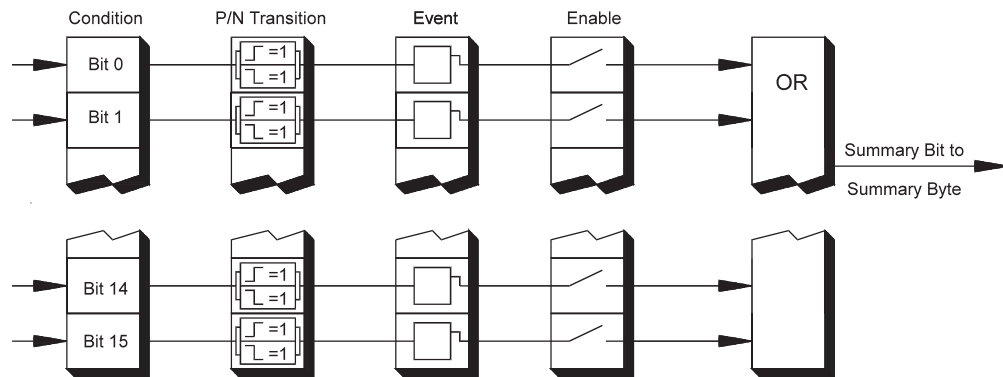 Condition P/N Transition Event Enable
Bit 0 =1
=1
OR
Bit 1 =1
=1
Summary Bit to
Summary Byte
Bit 14 =1
=1
Bit 15 =1
=1